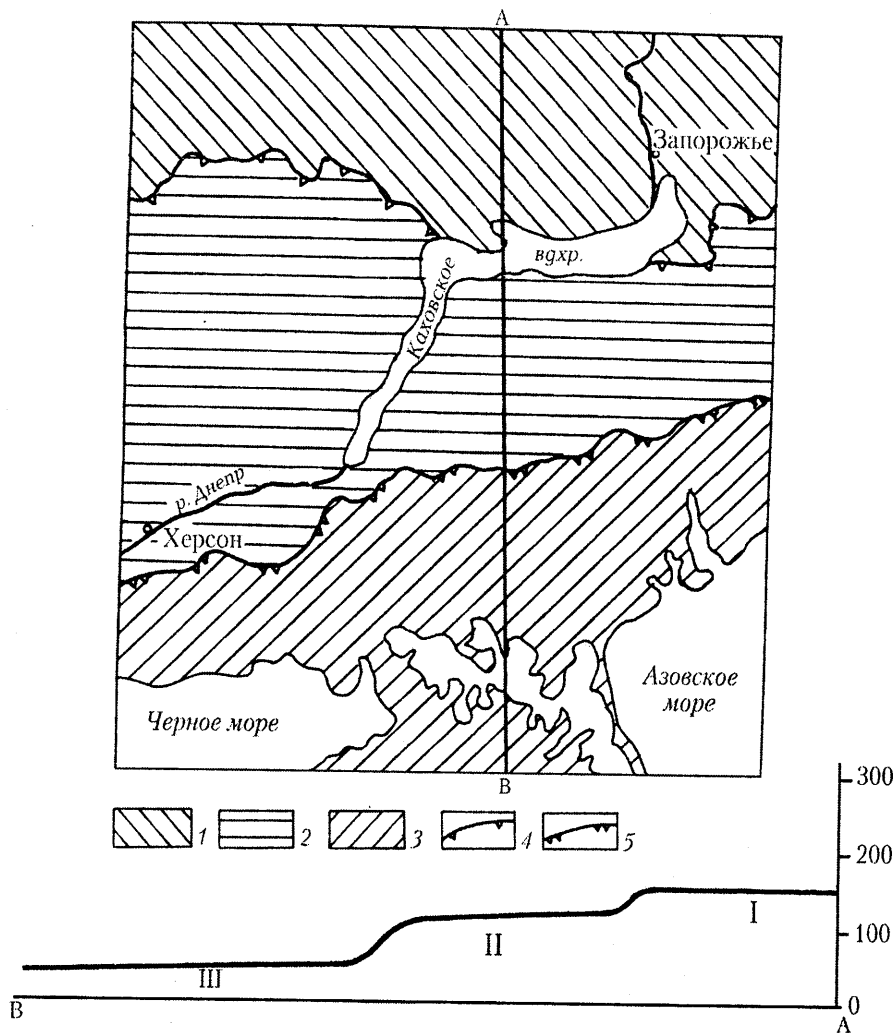 А
Запорожье
вдхр.
Каховское
р. Днепр
Херсон
Азовское
море
Черное море
В
1 2 3 4 5
300
200
100
0
I
II
III
В
А